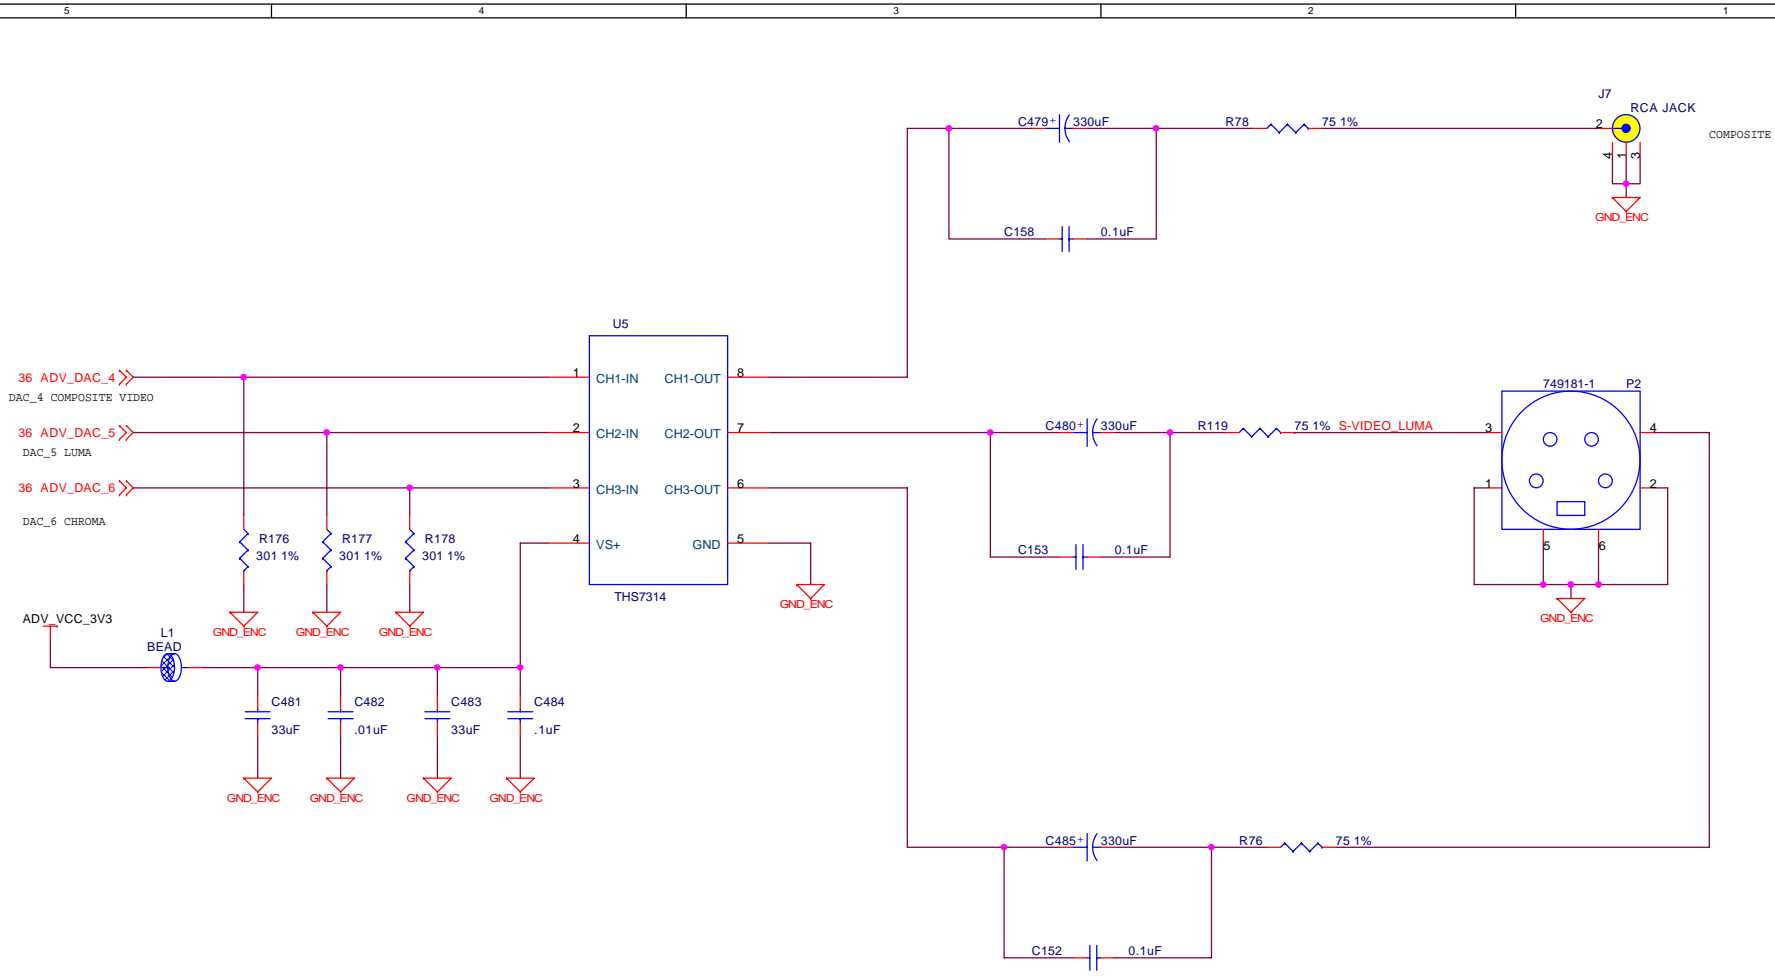 5 4 3 2 1
J7
RCA JACK
C479 + 330uF R78 75 1% 2
COMPOSITE
4 1 3
GND_ENC
C158 0.1uF
U5
36 ADV_DAC_4 1 CH1-IN CH1-OUT 8
DAC_4 COMPOSITE VIDEO
749181-1 P2
36 ADV_DAC_5 2 CH2-IN CH2-OUT 7 C480 + 330uF R119 75 1% S-VIDEO_LUMA 3 4
DAC_5 LUMA
36 ADV_DAC_6 3 CH3-IN CH3-OUT 6 1 2
DAC_6 CHROMA
R176 R177 R178
301 1% 301 1% 301 1%
4 VS+ GND 5 C153 0.1uF 5 6
THS7314
GND_ENC
GND_ENC
ADV_VCC_3V3
GND_ENC GND_ENC GND_ENC
L1
BEAD
C481 C482 C483 C484
33uF .01uF 33uF .1uF
GND_ENC GND_ENC GND_ENC GND_ENC
C485 + 330uF R76 75 1%
C152 0.1uF